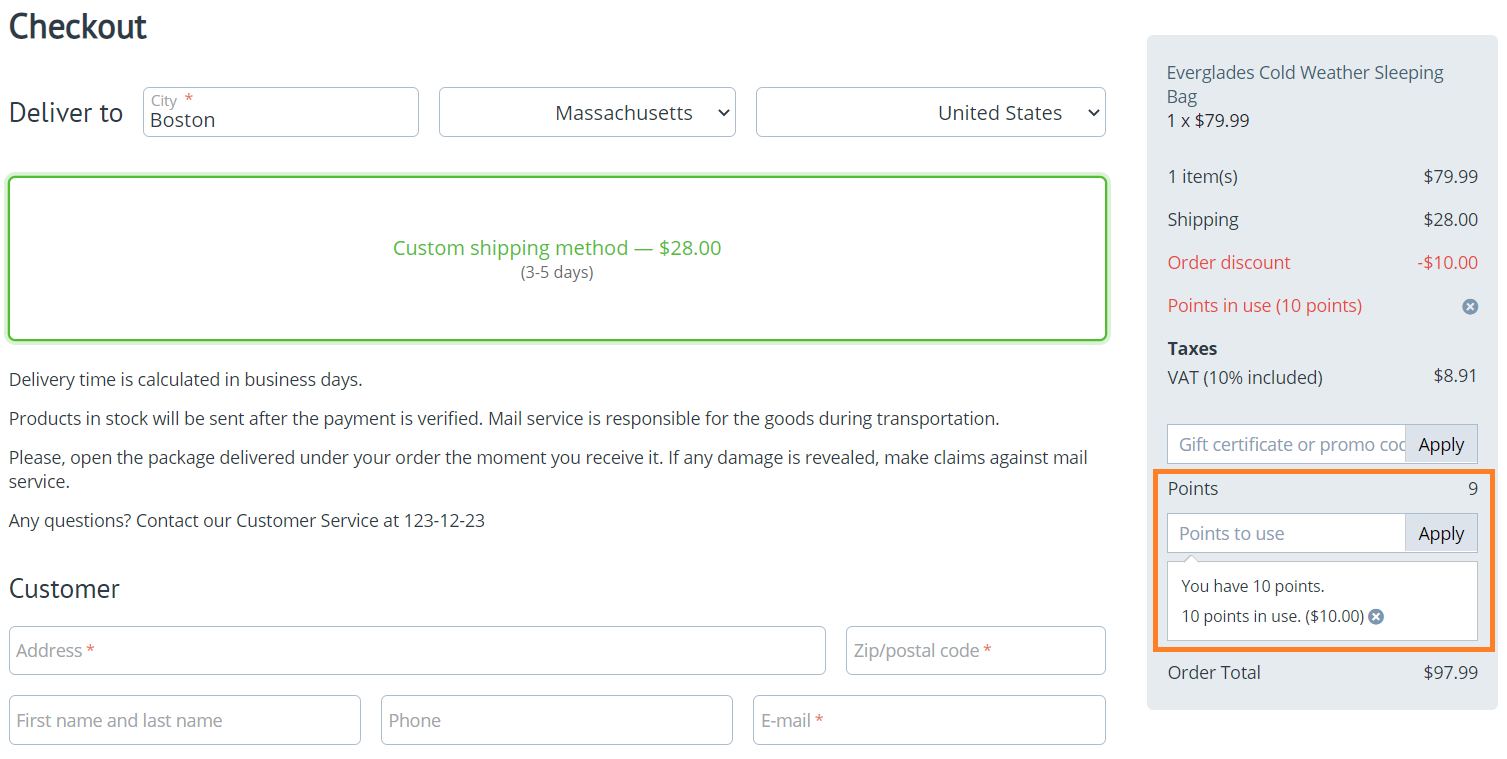 Checkout
Deliver to
City *
Boston
Massachusetts
United States
Custom shipping method — $28.00
(3-5 days)
Delivery time is calculated in business days.
Products in stock will be sent after the payment is verified. Mail service is responsible for the goods during transportation.
Please, open the package delivered under your order the moment you receive it. If any damage is revealed, make claims against mail
service.
Any questions? Contact our Customer Service at 123-12-23
Customer
Address *
Zip/postal code *
First name and last name
Phone
E-mail *
Everglades Cold Weather Sleeping
Bag
1 x $79.99
1 item(s) $79.99
Shipping $28.00
Order discount -$10.00
Points in use (10 points)
Taxes
VAT (10% included) $8.91
Gift certificate or promo cod Apply
Points 9
Points to use Apply
You have 10 points.
10 points in use. ($10.00)
Order Total $97.99